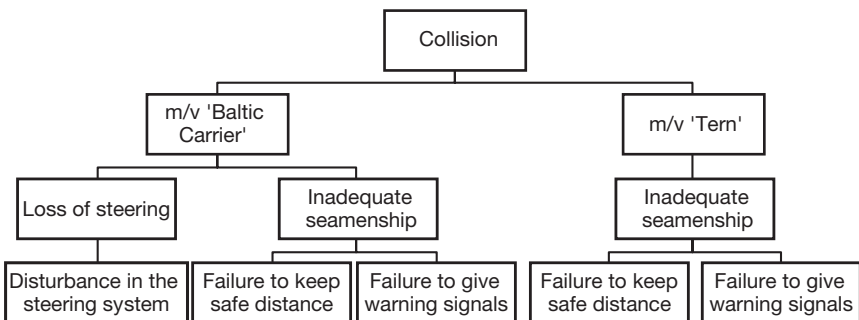 Collision
m/v 'Baltic
Carrier'
m/v 'Tern'
Loss of steering
Inadequate
seamenship
Inadequate
seamenship
Disturbance in the
steering system
Failure to keep
safe distance
Failure to give
warning signals
Failure to keep
safe distance
Failure to give
warning signals